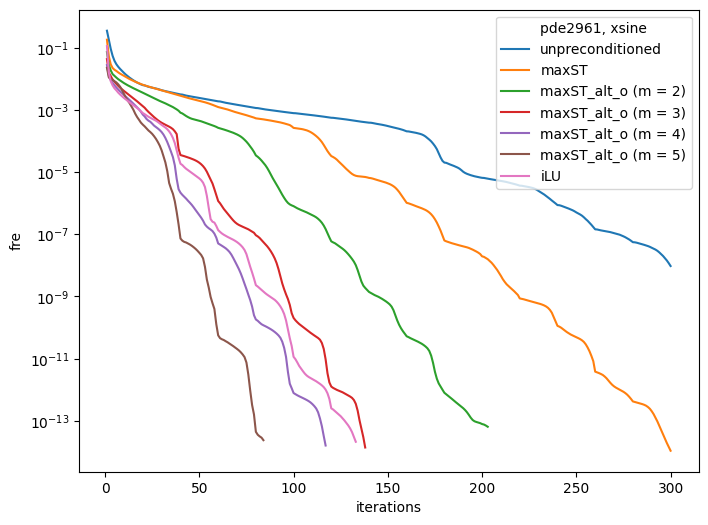 pde2961, xsine
unpreconditioned
maxST
maxST_alt_o (m = 2)
maxST_alt_o (m = 3)
maxST_alt_o (m = 4)
maxST_alt_o (m = 5)
iLU
fre
10⁻¹
10⁻³
10⁻⁵
10⁻⁷
10⁻⁹
10⁻¹¹
10⁻¹³
0 50 100 150 200 250 300
iterations